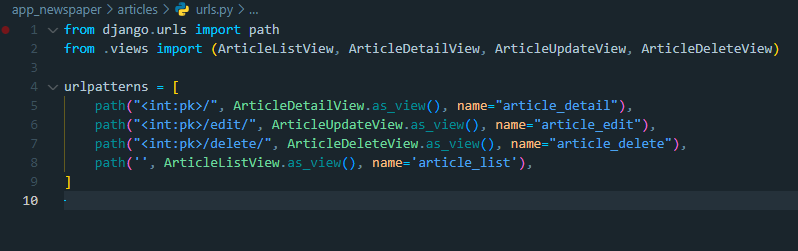 app_newspaper > articles > urls.py > ...
1 from django.urls import path
2 from .views import (ArticleListView, ArticleDetailView, ArticleUpdateView, ArticleDeleteView)
3
4 urlpatterns = [
5     path("<int:pk>/", ArticleDetailView.as_view(), name="article_detail"),
6     path("<int:pk>/edit/", ArticleUpdateView.as_view(), name="article_edit"),
7     path("<int:pk>/delete/", ArticleDeleteView.as_view(), name="article_delete"),
8     path('', ArticleListView.as_view(), name='article_list'),
9 ]
10